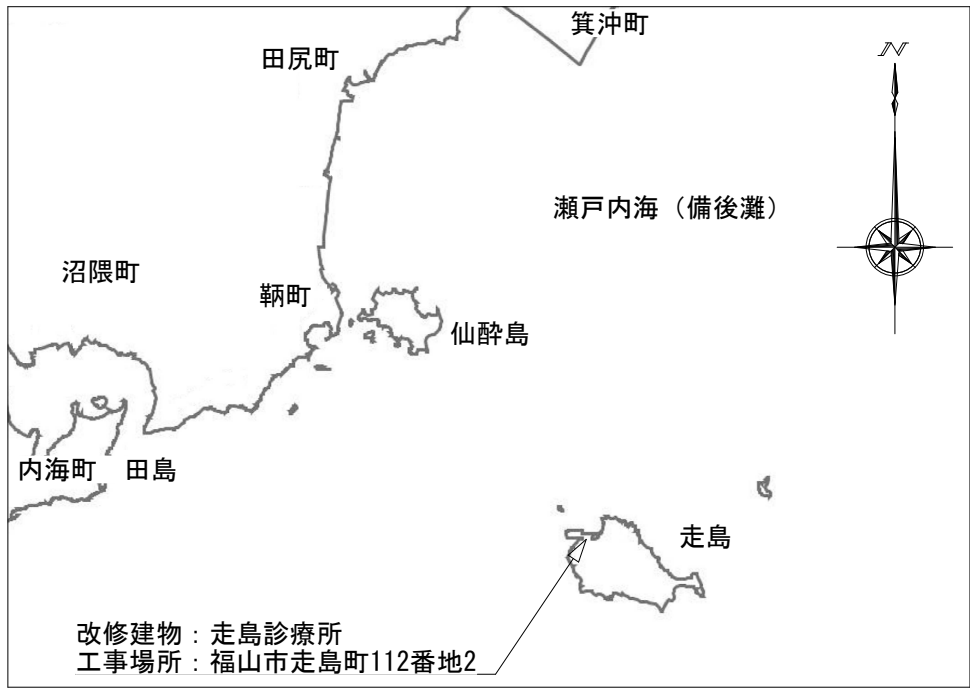 箕沖町
田尻町
N
瀬戸内海（備後灘）
沼隈町
鞆町
仙酔島
内海町
田島
走島
改修建物：走島診療所
工事場所：福山市走島町112番地2